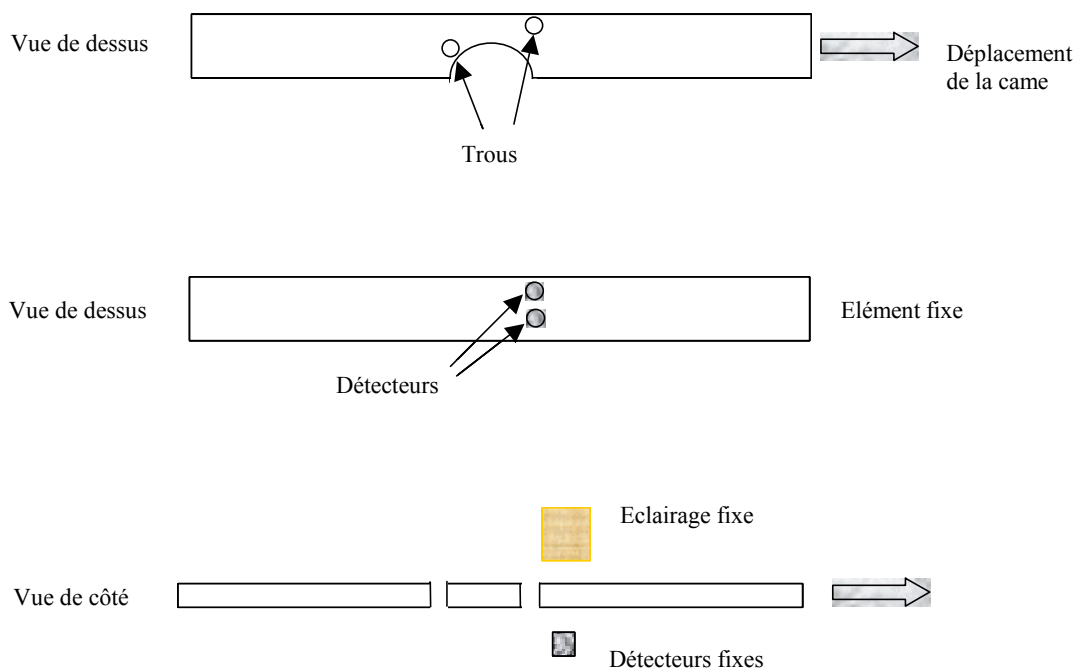 Vue de dessus
Déplacement
de la came
Trous
Vue de dessus
Elément fixe
Détecteurs
Eclairage fixe
Vue de côté
Détecteurs fixes